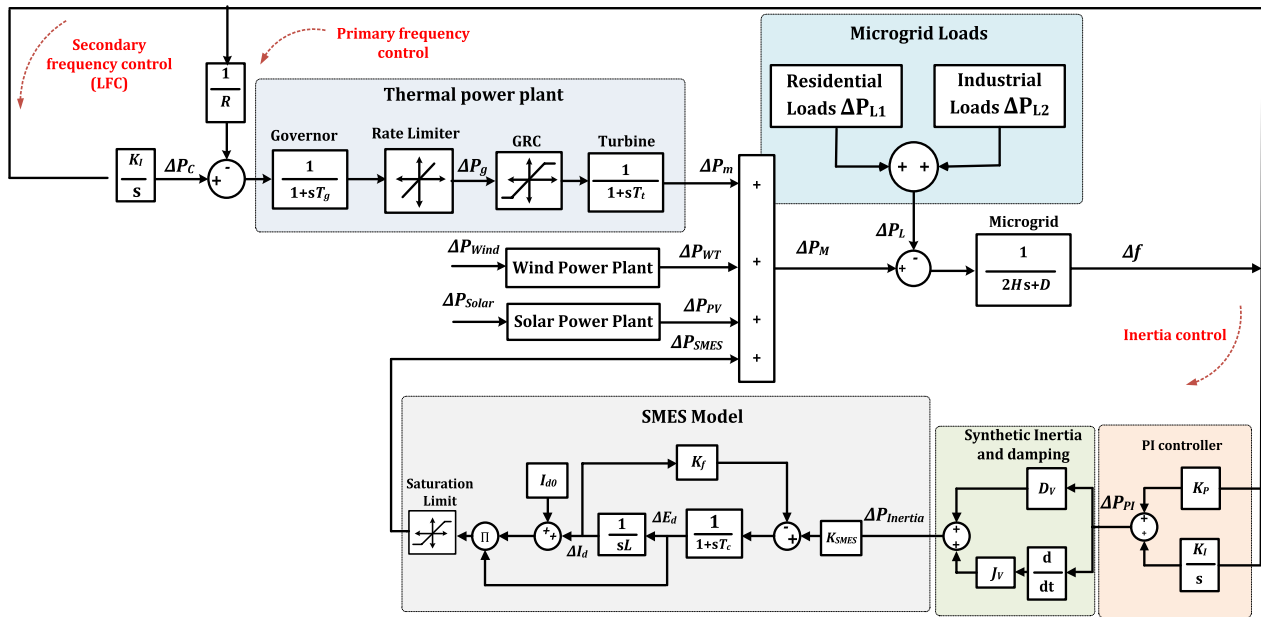 Secondary
frequency control
(LFC)
Primary frequency
control
1
R
K_I
s
ΔP_C
-
+
Thermal power plant
Governor
1
1+sT_g
Rate Limiter
ΔP_g
GRC
Turbine
1
1+sT_t
ΔP_m
Microgrid Loads
Residential
Loads ΔP_L1
Industrial
Loads ΔP_L2
+ +
ΔP_L
-
+
Microgrid
1
2Hs+D
Δf
ΔP_Wind
Wind Power Plant
ΔP_WT
ΔP_Solar
Solar Power Plant
ΔP_PV
ΔP_SMES
+
+
+
+
ΔP_M
Inertia control
SMES Model
Saturation
Limit
Π
I_d0
++
ΔI_d
1
sL
ΔE_d
K_f
1
1+sT_c
-
+
K_SMES
ΔP_Inertia
Synthetic Inertia
and damping
D_V
+
+
J_V
d
dt
PI controller
ΔP_PI
+
+
K_P
K_I
s